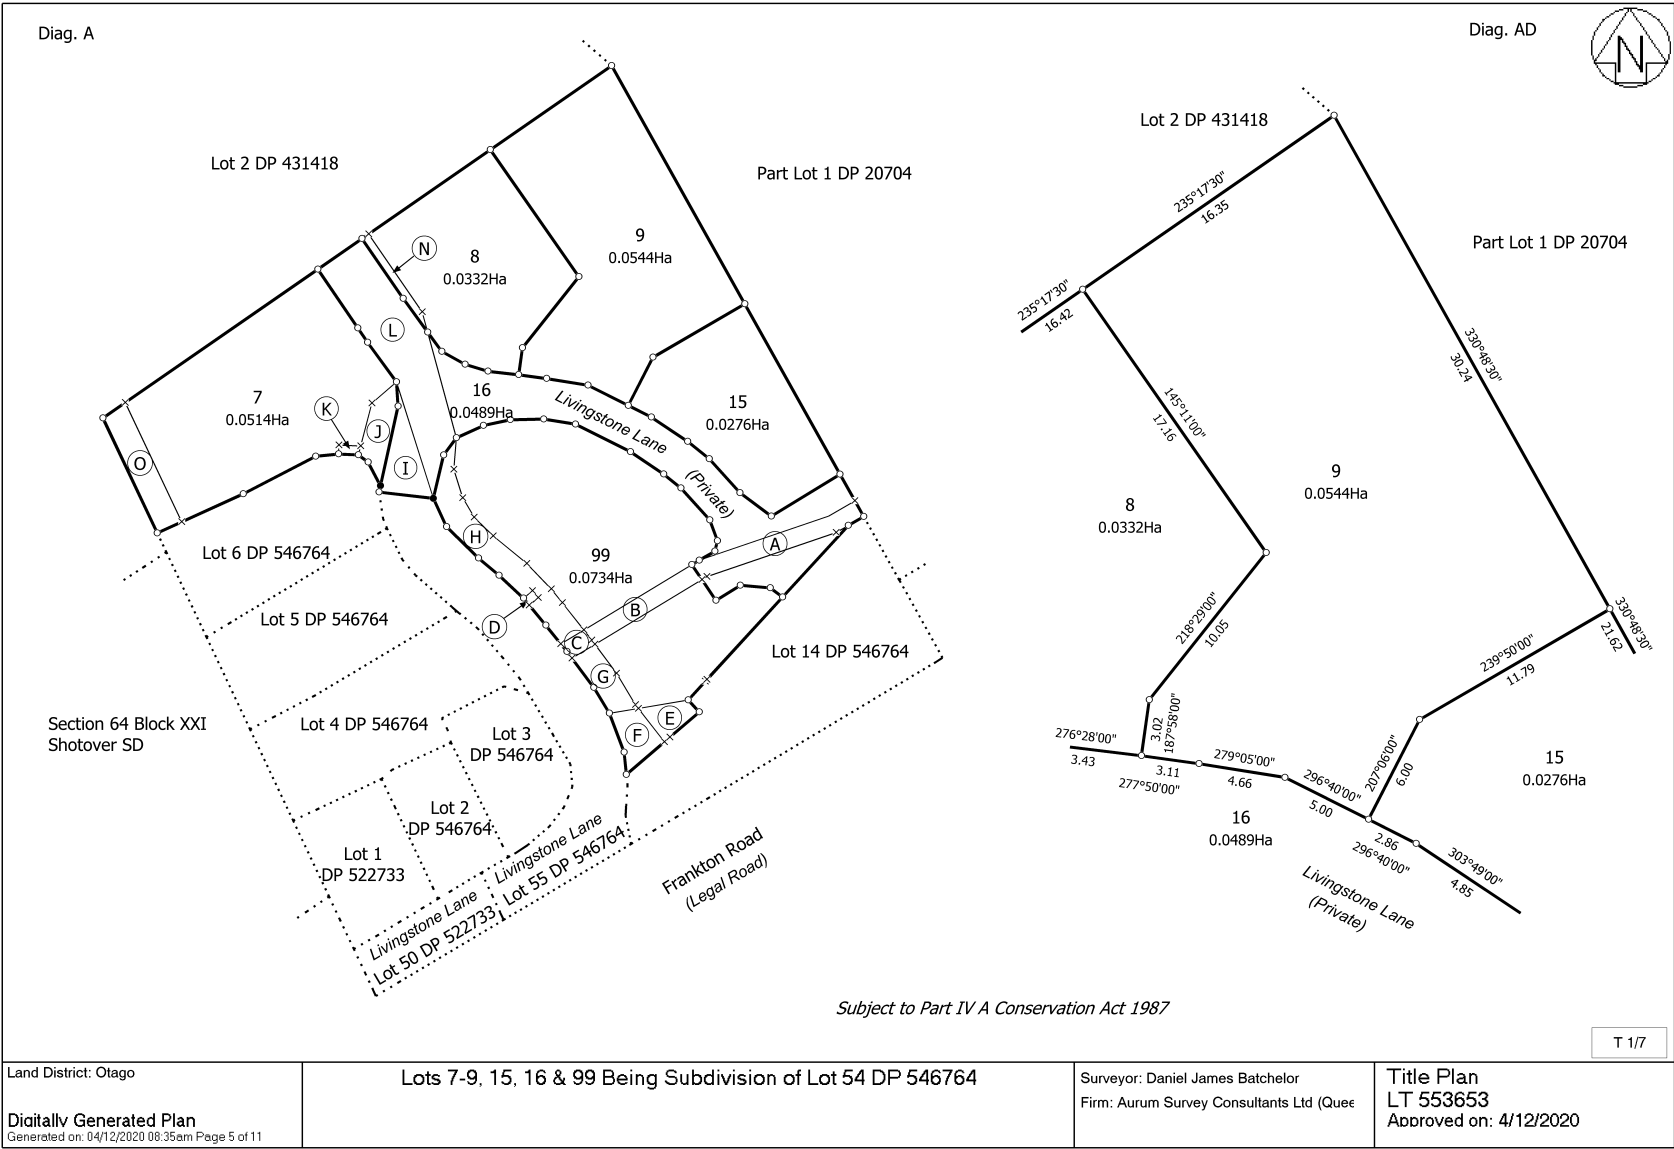 Diag. A
Diag. AD
N
Lot 2 DP 431418
Part Lot 1 DP 20704
N
8
0.0332Ha
9
0.0544Ha
L
7
0.0514Ha
K
J
I
O
16
0.0489Ha
Livingstone Lane
(Private)
15
0.0276Ha
H
99
0.0734Ha
A
B
C
D
G
E
F
Lot 6 DP 546764
Lot 5 DP 546764
Lot 4 DP 546764
Lot 3
DP 546764
Lot 2
DP 546764
Lot 1
DP 522733
Lot 14 DP 546764
Section 64 Block XXI
Shotover SD
Livingstone Lane
Lot 55 DP 546764
Livingstone Lane
Lot 50 DP 522733
Frankton Road
(Legal Road)
Lot 2 DP 431418
235°17'30"
16.35
235°17'30"
16.42
Part Lot 1 DP 20704
330°48'30"
30.24
145°11'00"
17.16
9
0.0544Ha
8
0.0332Ha
218°29'00"
10.05
330°48'30"
21.62
239°50'00"
11.79
3.02
187°58'00"
276°28'00"
3.43
3.11
277°50'00"
279°05'00"
4.66
296°40'00"
5.00
207°06'00"
6.00
15
0.0276Ha
16
0.0489Ha
2.86
296°40'00"
303°49'00"
4.85
Livingstone Lane
(Private)
Subject to Part IV A Conservation Act 1987
T 1/7
Land District: Otago
Digitally Generated Plan
Generated on: 04/12/2020 08:35am Page 5 of 11
Lots 7-9, 15, 16 & 99 Being Subdivision of Lot 54 DP 546764
Surveyor: Daniel James Batchelor
Firm: Aurum Survey Consultants Ltd (Quee
Title Plan
LT 553653
Approved on: 4/12/2020